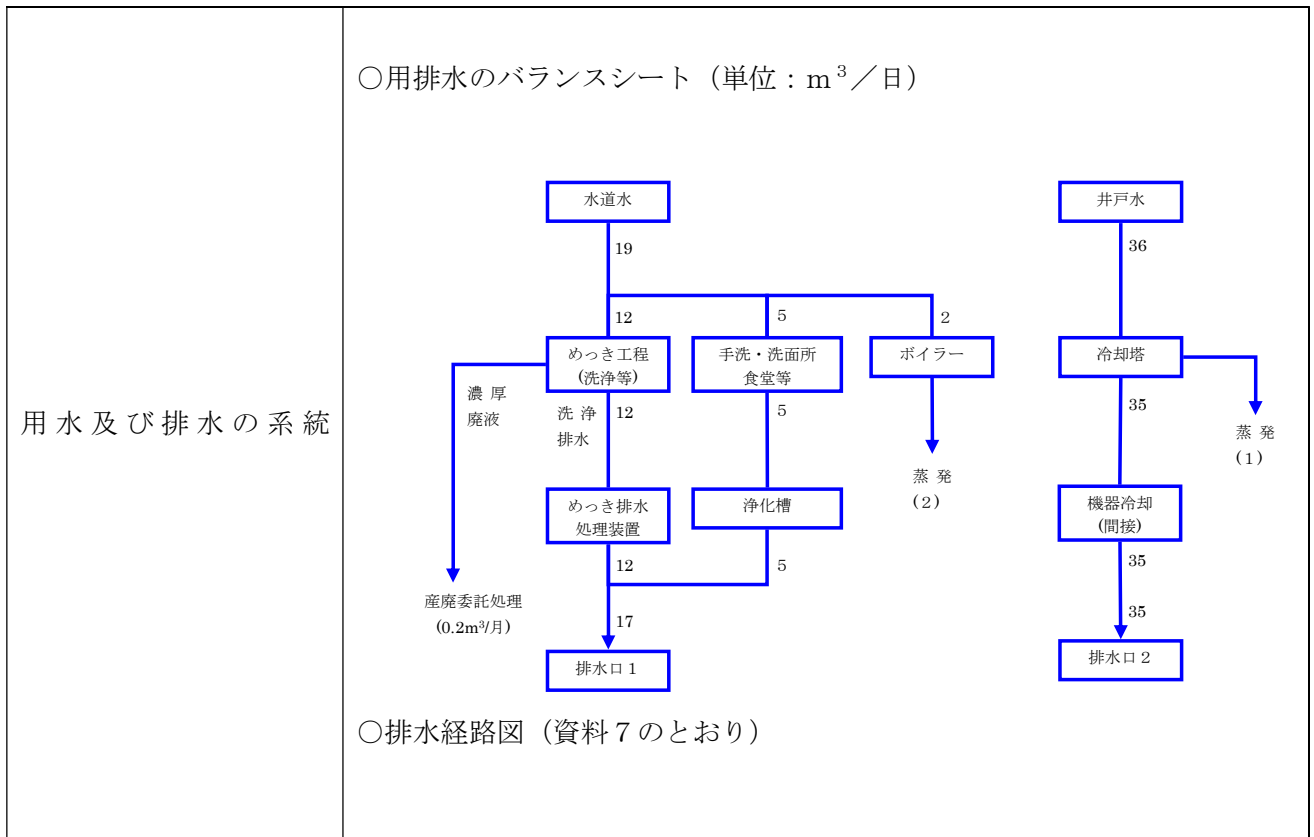 用水及び排水の系統
〇用排水のバランスシート（単位：ｍ³／日）
水道水
井戸水
19
36
12
５
２
めっき工程
(洗浄等)
手洗・洗面所
食堂等
ボイラー
冷却塔
濃 厚
廃液
洗 浄
排水
12
５
35
蒸 発
(２)
蒸 発
(１)
めっき排水
処理装置
浄化槽
機器冷却
(間接)
12
５
35
産廃委託処理
(0.2m³/月)
17
35
排水口１
排水口２
〇排水経路図（資料７のとおり）